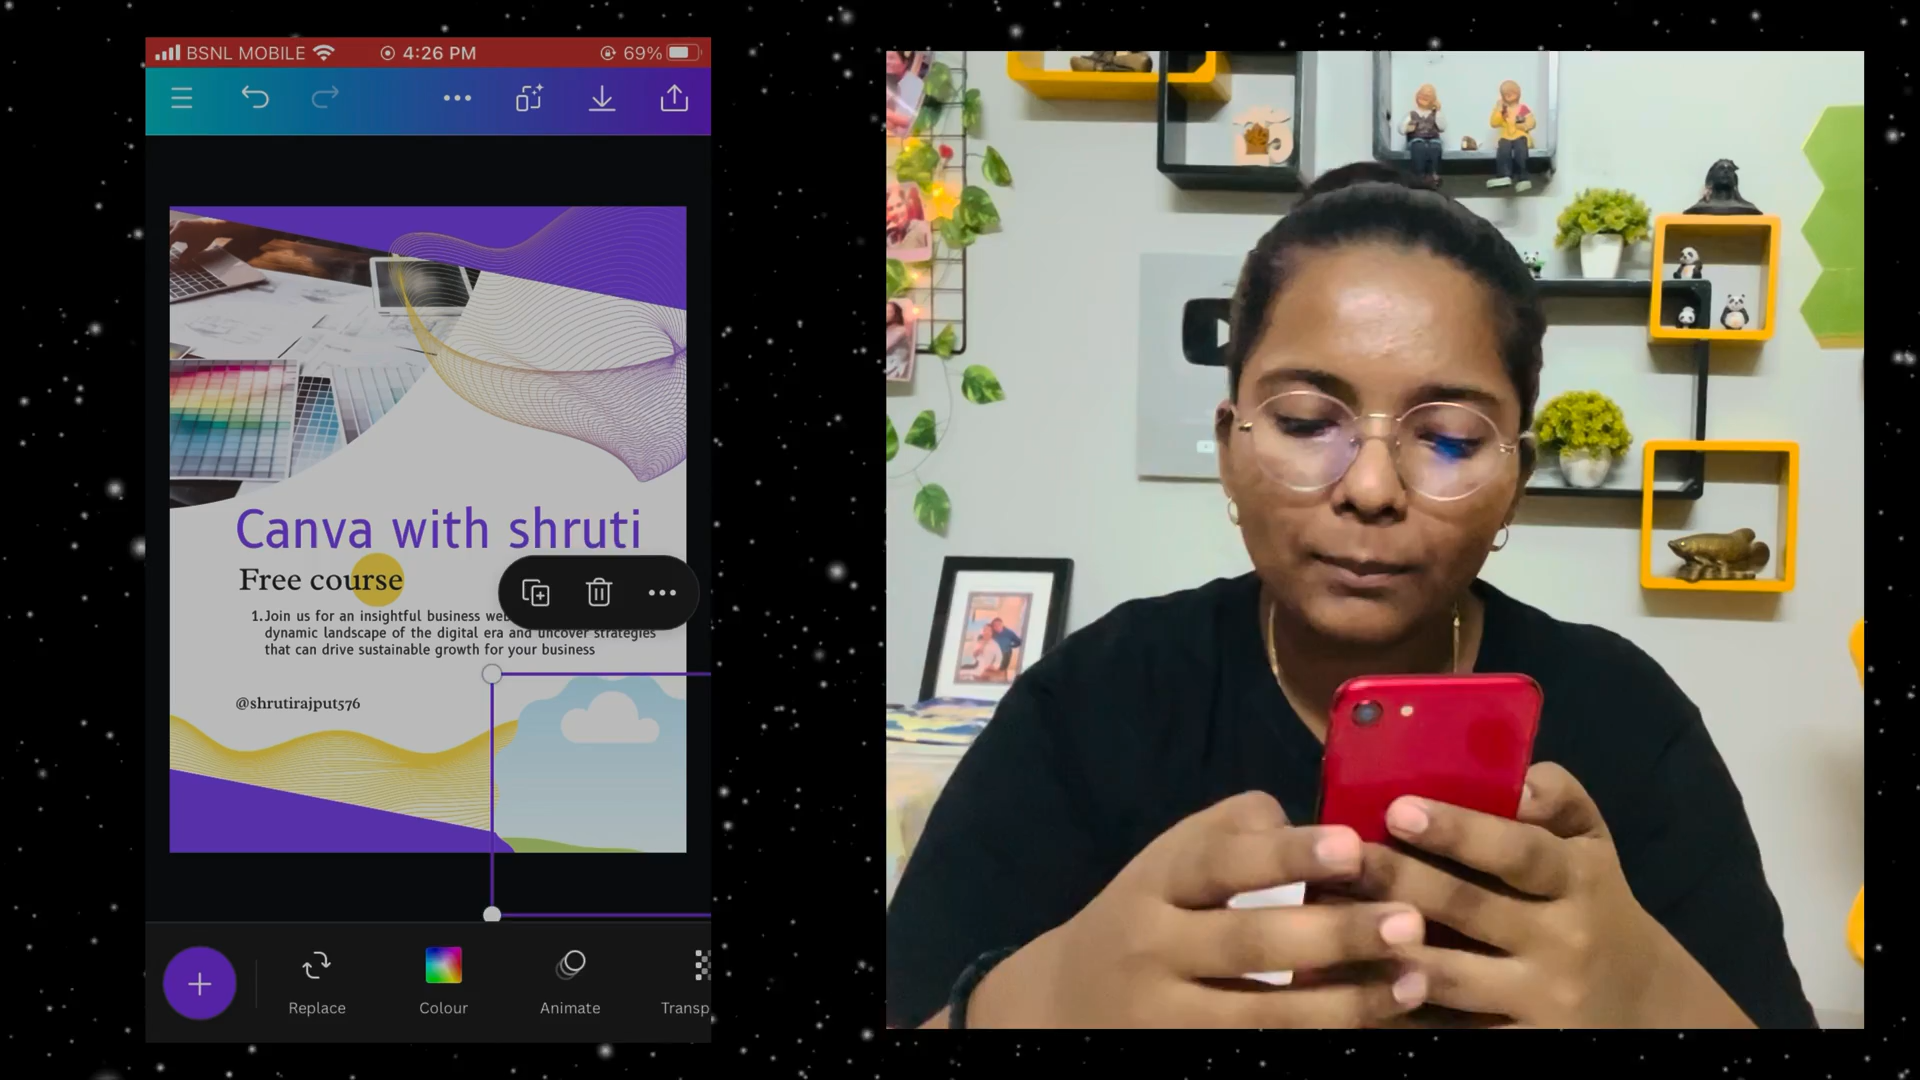 BSNL MOBILE 4:26 PM 69%
Canva with shruti
Free course
1. Join us for an insightful business
dynamic landscape of the digital era and uncover strategies
that can drive sustainable growth for your business
@shrutirajput576
Replace
Colour
Animate
Transp